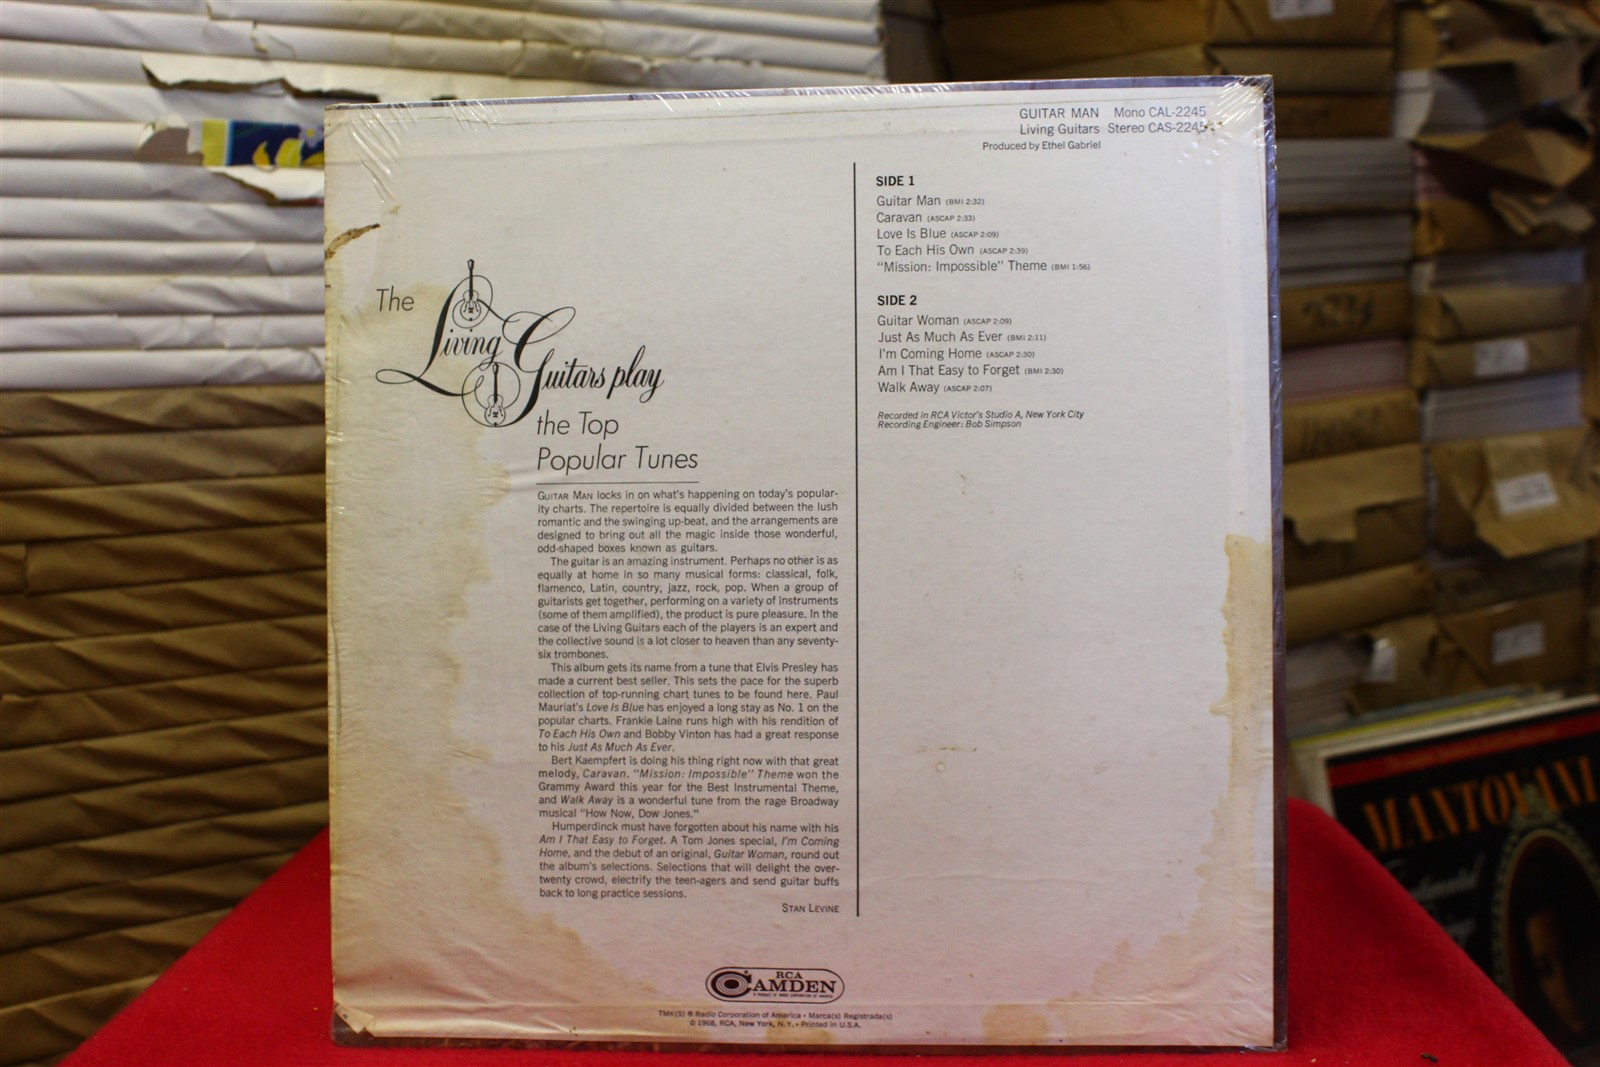 GUITAR MAN Mono CAL-2245
Living Guitars Stereo CAS-2245
Produced by Ethel Gabriel
The
Living
Guitars play
the Top
Popular Tunes
GUITAR MAN locks in on what's happening on today's popular-
ity charts. The repertoire is equally divided between the lush
romantic and the swinging up-beat, and the arrangements are
designed to bring out all the magic inside those wonderful,
odd-shaped boxes known as guitars.
The guitar is an amazing instrument. Perhaps no other is as
equally at home in so many musical forms: classical, folk,
flamenco, Latin, country, jazz, rock, pop. When a group of
guitarists get together, performing on a variety of instruments
(some of them amplified), the product is pure pleasure. In the
case of the Living Guitars each of the players is an expert and
the collective sound is a lot closer to heaven than any seventy-
six trombones.
This album gets its name from a tune that Elvis Presley has
made a current best seller. This sets the pace for the superb
collection of top-running chart tunes to be found here. Paul
Mauriat's Love Is Blue has enjoyed a long stay as No. 1 on the
popular charts. Frankie Laine runs high with his rendition of
To Each His Own and Bobby Vinton has had a great response
to his Just As Much As Ever.
Bert Kaempfert is doing his thing right now with that great
melody, Caravan. "Mission: Impossible" Theme won the
Grammy Award this year for the Best Instrumental Theme,
and Walk Away is a wonderful tune from the rage Broadway
musical "How Now, Dow Jones."
Humperdinck must have forgotten about his name with his
Am I That Easy to Forget. A Tom Jones special, I'm Coming
Home, and the debut of an original, Guitar Woman, round out
the album's selections. Selections that will delight the over-
twenty crowd, electrify the teen-agers and send guitar buffs
back to long practice sessions.
STAN LEVINE
SIDE 1
Guitar Man (BMI 2:32)
Caravan (ASCAP 2:33)
Love Is Blue (ASCAP 2:09)
To Each His Own (ASCAP 2:39)
"Mission: Impossible" Theme (BMI 1:56)
SIDE 2
Guitar Woman (ASCAP 2:09)
Just As Much As Ever (BMI 2:11)
I'm Coming Home (ASCAP 2:30)
Am I That Easy to Forget (BMI 2:30)
Walk Away (ASCAP 2:07)
Recorded in RCA Victor's Studio A, New York City
Recording Engineer: Bob Simpson
RCA
CAMDEN
TMK(S) ® Radio Corporation of America • Marca(s) Registrada(s)
© 1968, RCA, New York, N.Y. • Printed in U.S.A.
MANTOVANI